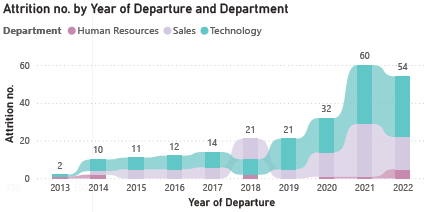 Attrition no. by Year of Departure and Department
Department Human Resources Sales Technology
Attrition no.
60
40
20
0
2
10
11
12
14
21
21
32
60
54
2013 2014 2015 2016 2017 2018 2019 2020 2021 2022
Year of Departure